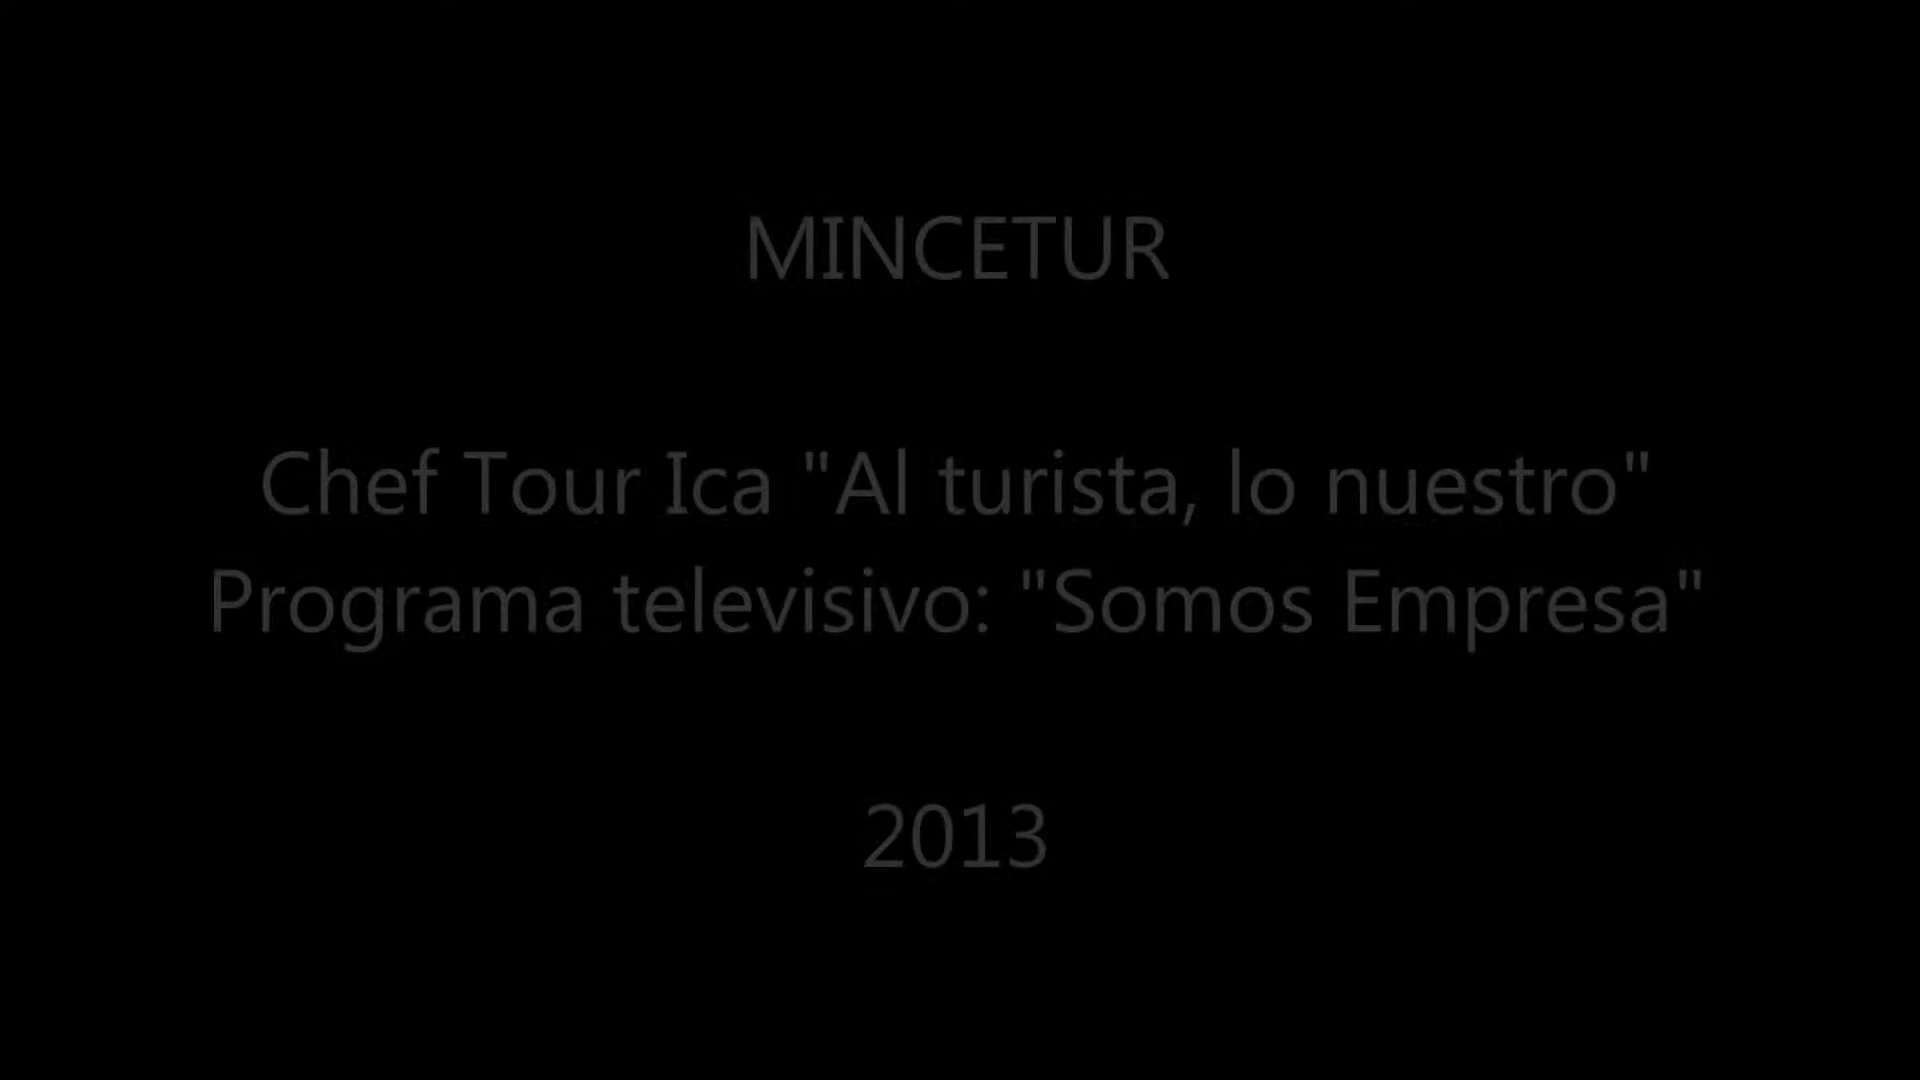 MINCETUR
Chef Tour Ica "Al turista, lo nuestro"
Programa televisivo: "Somos Empresa"
2013